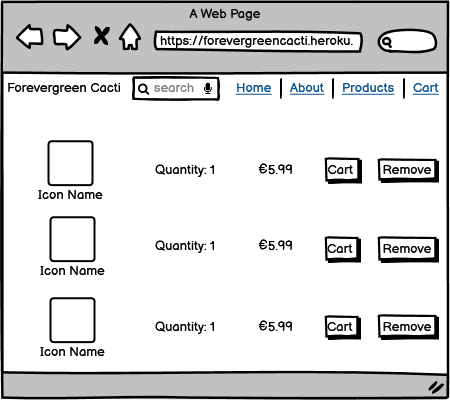 A Web Page
https://forevergreencacti.heroku.
Forevergreen Cacti search Home About Products Cart
Quantity: 1 €5.99 Cart Remove
Icon Name
Quantity: 1 €5.99 Cart Remove
Icon Name
Quantity: 1 €5.99 Cart Remove
Icon Name